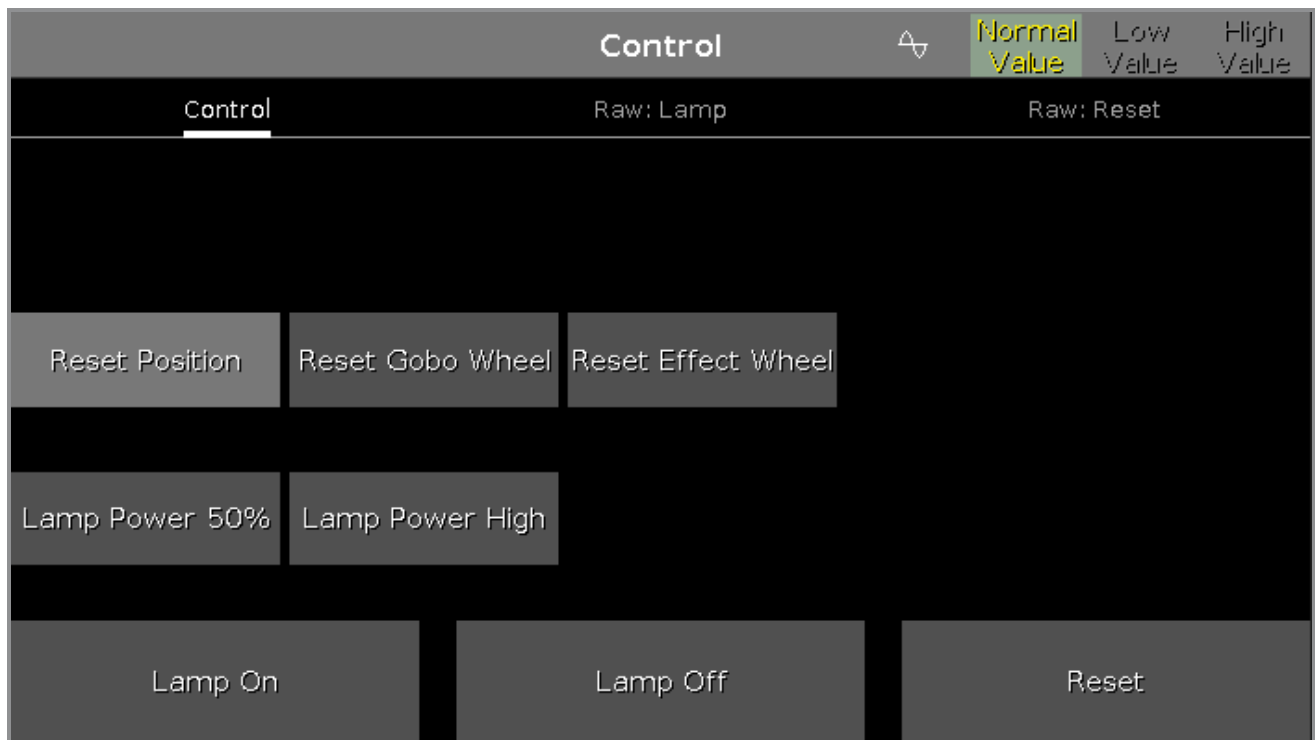 Control
Normal Value
Low Value
High Value
Control
Raw: Lamp
Raw: Reset
Reset Position
Reset Gobo Wheel
Reset Effect Wheel
Lamp Power 50%
Lamp Power High
Lamp On
Lamp Off
Reset